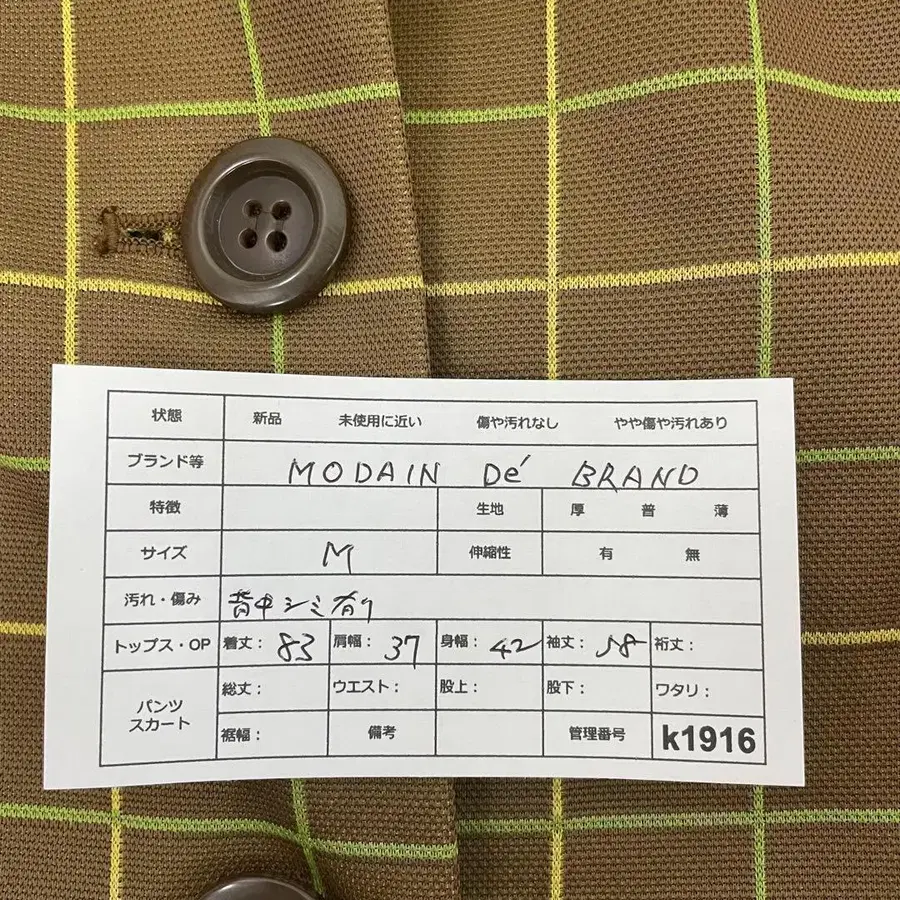 状態 新品 未使用に近い 傷や汚れなし やや傷や汚れあり
ブランド等 MODAIN Dé BRAND
特徴 生地 厚 普 薄
サイズ M 伸縮性 有 無
汚れ・傷み 背中シミ有り
トップス・OP 着丈: 83 肩幅: 37 身幅: 42 袖丈: 58 裄丈:
パンツ スカート 総丈: ウエスト: 股上: 股下: ワタリ:
裾幅: 備考 管理番号 k1916